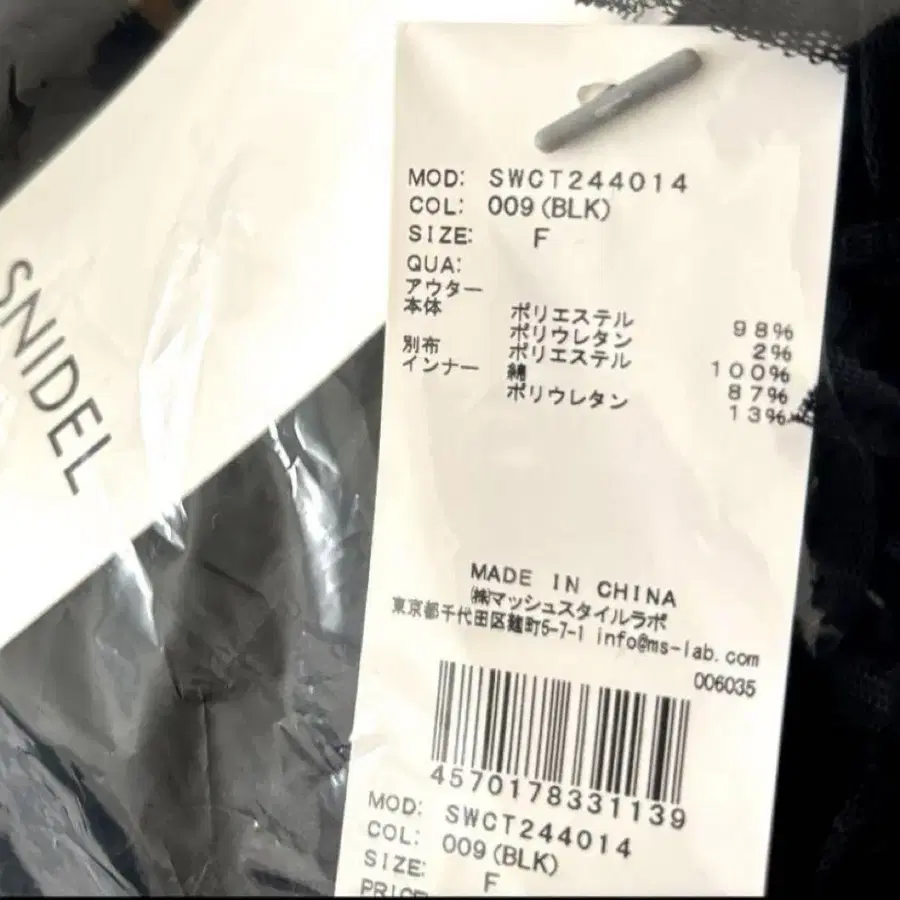 SNIDEL
MOD: SWCT244014
COL: 009(BLK)
SIZE: F
QUA:
アウター
本体 ポリエステル 98%
ポリウレタン 2%
別布 ポリエステル 100%
インナー 綿 87%
ポリウレタン 13%
MADE IN CHINA
㈱マッシュスタイルラボ
東京都千代田区麹町5-7-1 info@ms-lab.com
006035
4570178331139
MOD: SWCT244014
COL: 009(BLK)
SIZE: F
PRICE